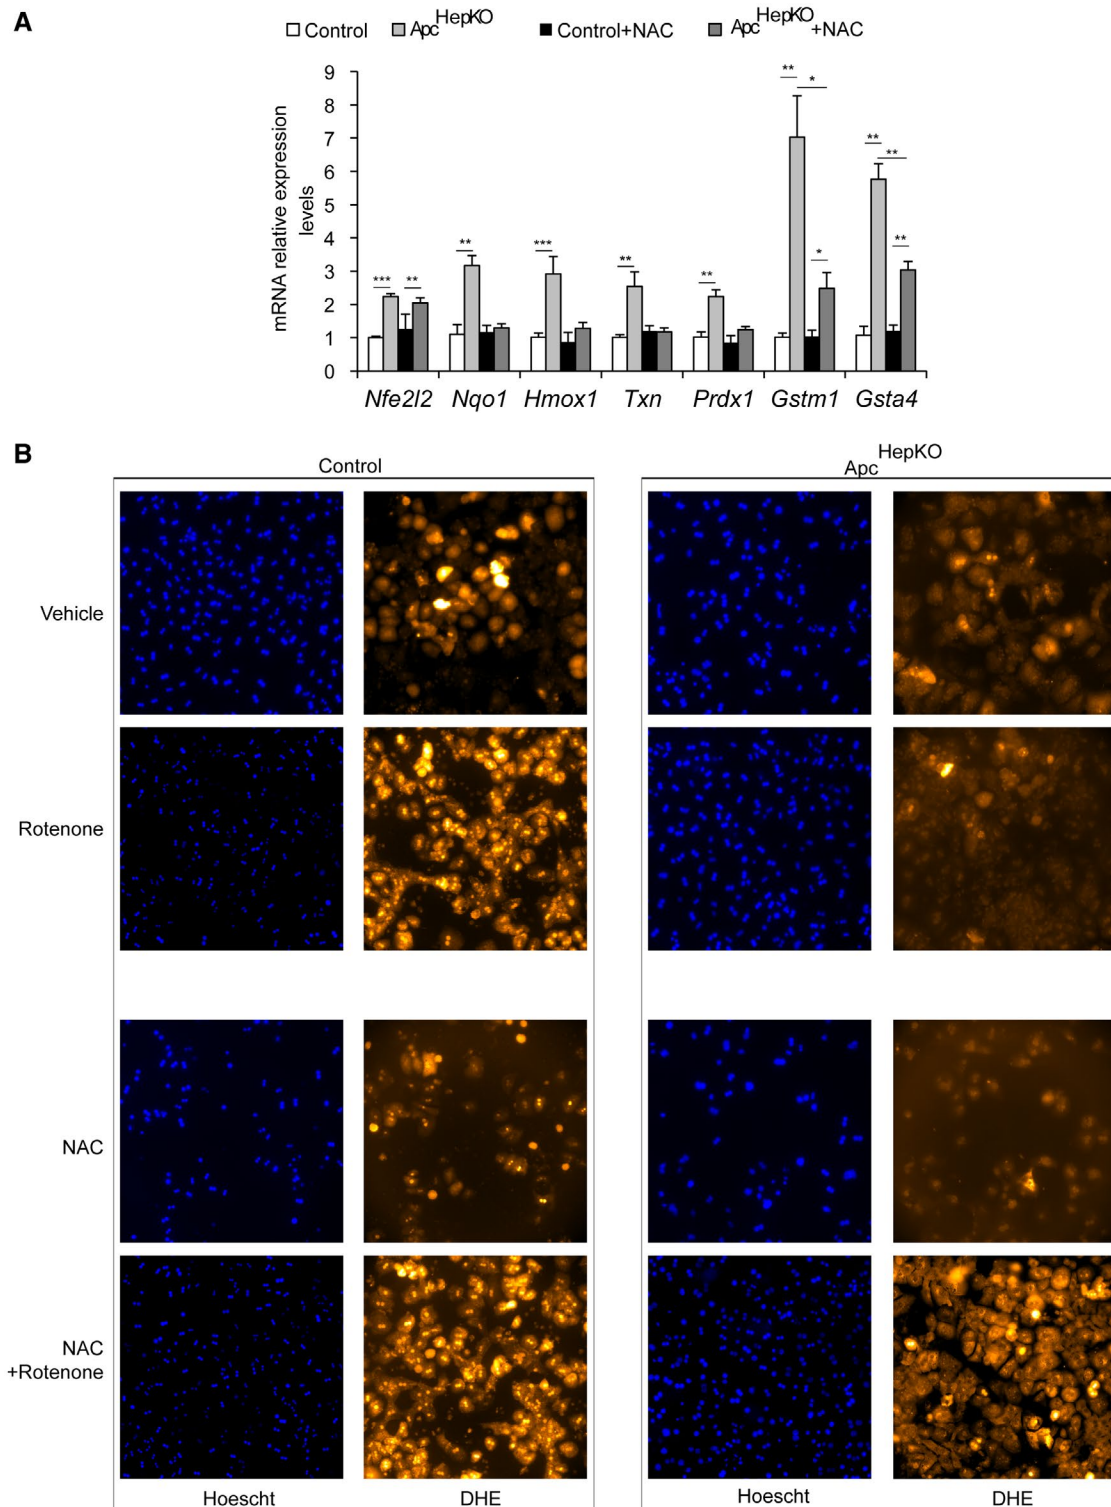 A
Control Apc HepKO Control+NAC Apc HepKO +NAC
mRNA relative expression
levels
9
8
7
6
5
4
3
2
1
0
*** ** ** *** ** ** ** * * ** ** **
Nfe2l2 Nqo1 Hmox1 Txn Prdx1 Gstm1 Gsta4
B
Control
Apc HepKO
Vehicle
Rotenone
NAC
NAC
+Rotenone
Hoescht DHE Hoescht DHE